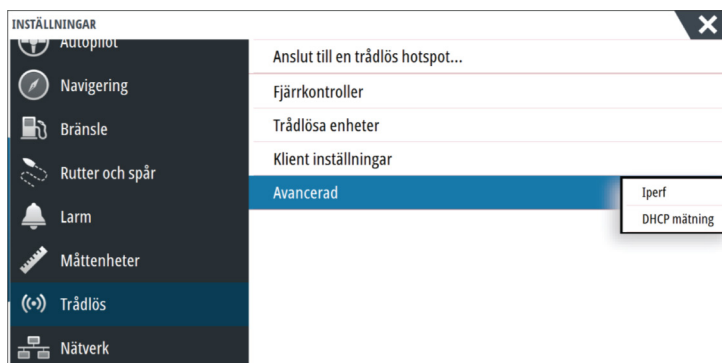 INSTÄLLNINGAR
Autopilot
Navigering
Bränsle
Rutter och spår
Larm
Måttenheter
Trådlös
Nätverk
Anslut till en trådlös hotspot...
Fjärrkontroller
Trådlösa enheter
Klient inställningar
Avancerad
Iperf
DHCP mätning